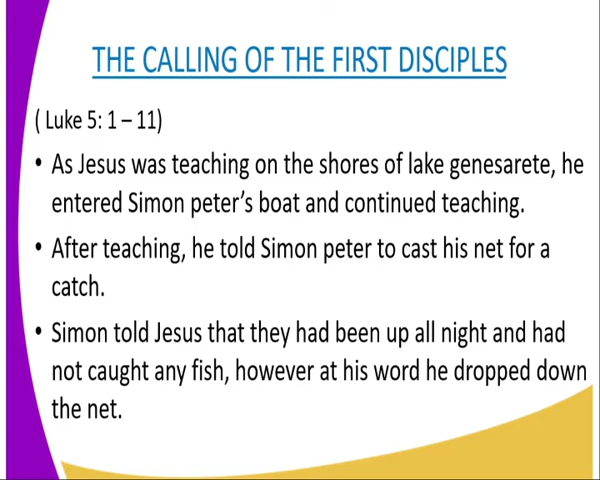 THE CALLING OF THE FIRST DISCIPLES
( Luke 5: 1 – 11)
• As Jesus was teaching on the shores of lake genesarete, he
entered Simon peter’s boat and continued teaching.
• After teaching, he told Simon peter to cast his net for a
catch.
• Simon told Jesus that they had been up all night and had
not caught any fish, however at his word he dropped down
the net.